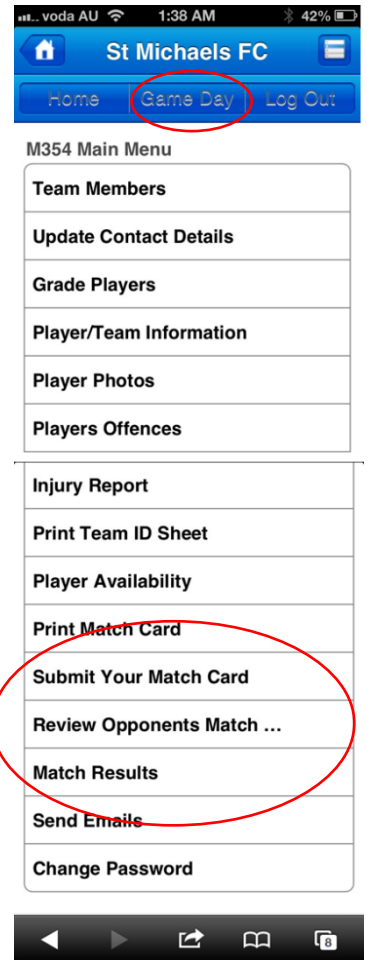 voda AU 1:38 AM 42%
St Michaels FC
Home Game Day Log Out
M354 Main Menu
Team Members
Update Contact Details
Grade Players
Player/Team Information
Player Photos
Players Offences
Injury Report
Print Team ID Sheet
Player Availability
Print Match Card
Submit Your Match Card
Review Opponents Match ...
Match Results
Send Emails
Change Password
8